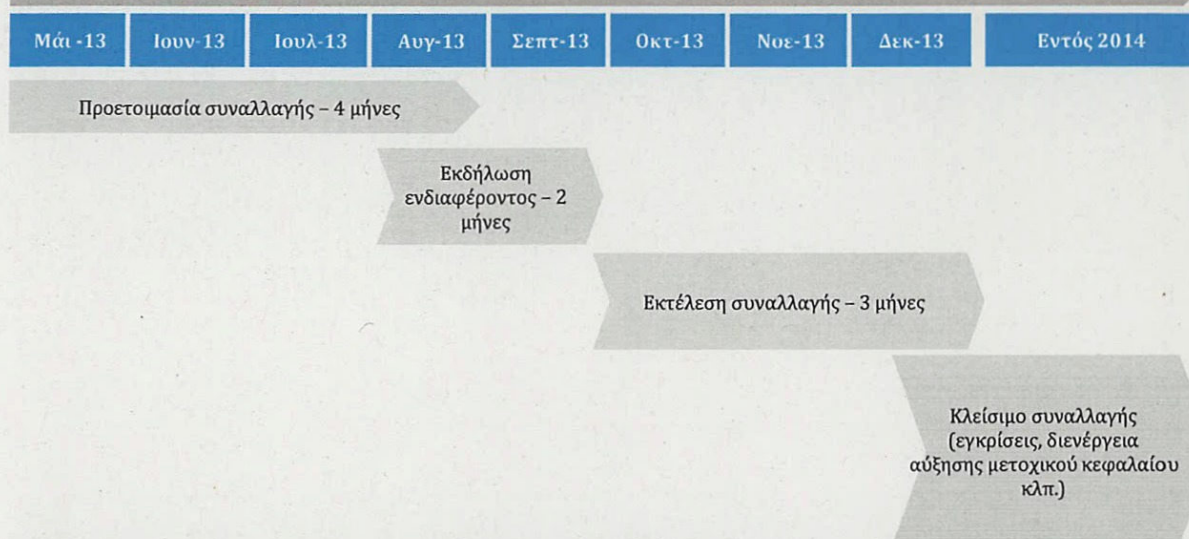 Μάι -13 Ιουν-13 Ιουλ-13 Αυγ-13 Σεπτ-13 Οκτ-13 Νοε-13 Δεκ-13 Εντός 2014
Προετοιμασία συναλλαγής – 4 μήνες
Εκδήλωση
ενδιαφέροντος – 2
μήνες
Εκτέλεση συναλλαγής – 3 μήνες
Κλείσιμο συναλλαγής
(εγκρίσεις, διενέργεια
αύξησης μετοχικού κεφαλαίου
κλπ.)